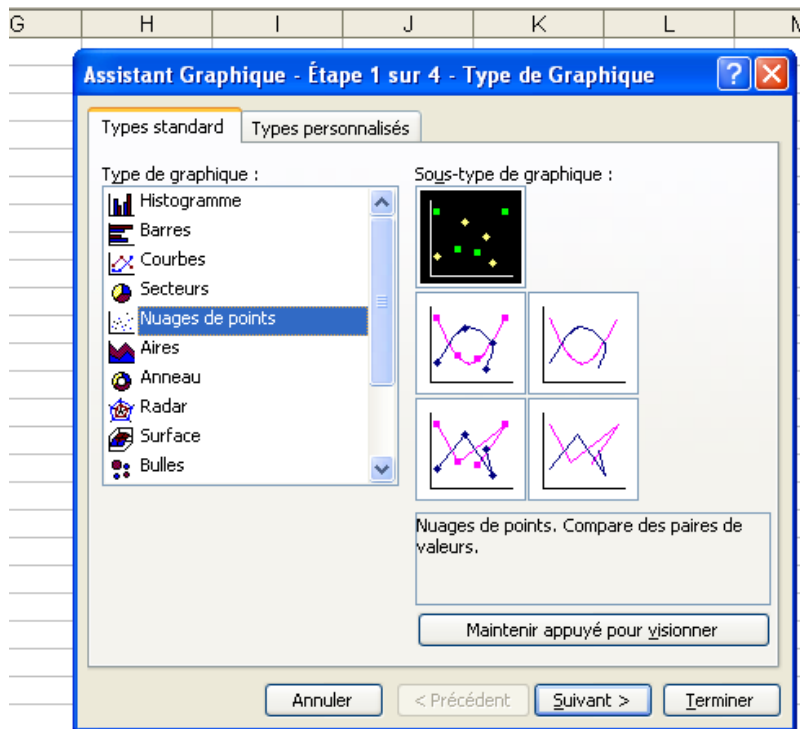 G H I J K L M
Assistant Graphique - Étape 1 sur 4 - Type de Graphique
Types standard Types personnalisés
Type de graphique :
Histogramme
Barres
Courbes
Secteurs
Nuages de points
Aires
Anneau
Radar
Surface
Bulles
Sous-type de graphique :
Nuages de points. Compare des paires de
valeurs.
Maintenir appuyé pour visionner
Annuler < Précédent Suivant > Terminer